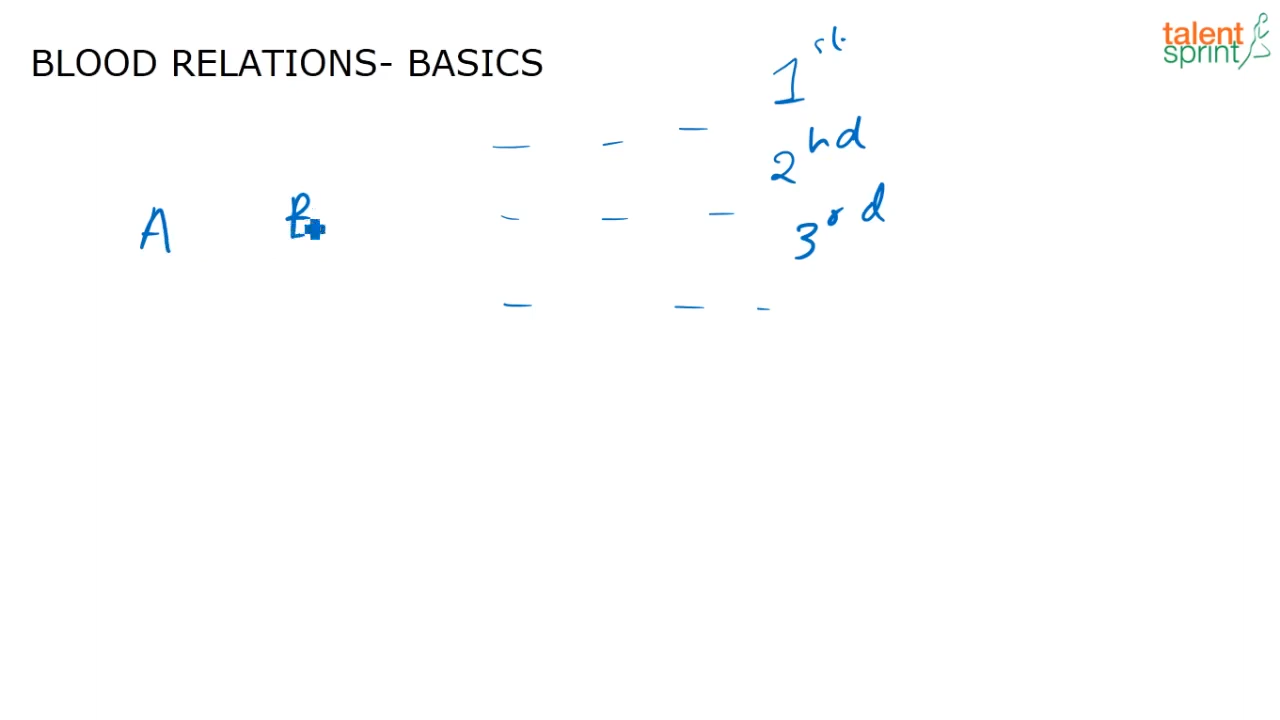 BLOOD RELATIONS- BASICS
talent
sprint
1st
2nd
3rd
A B